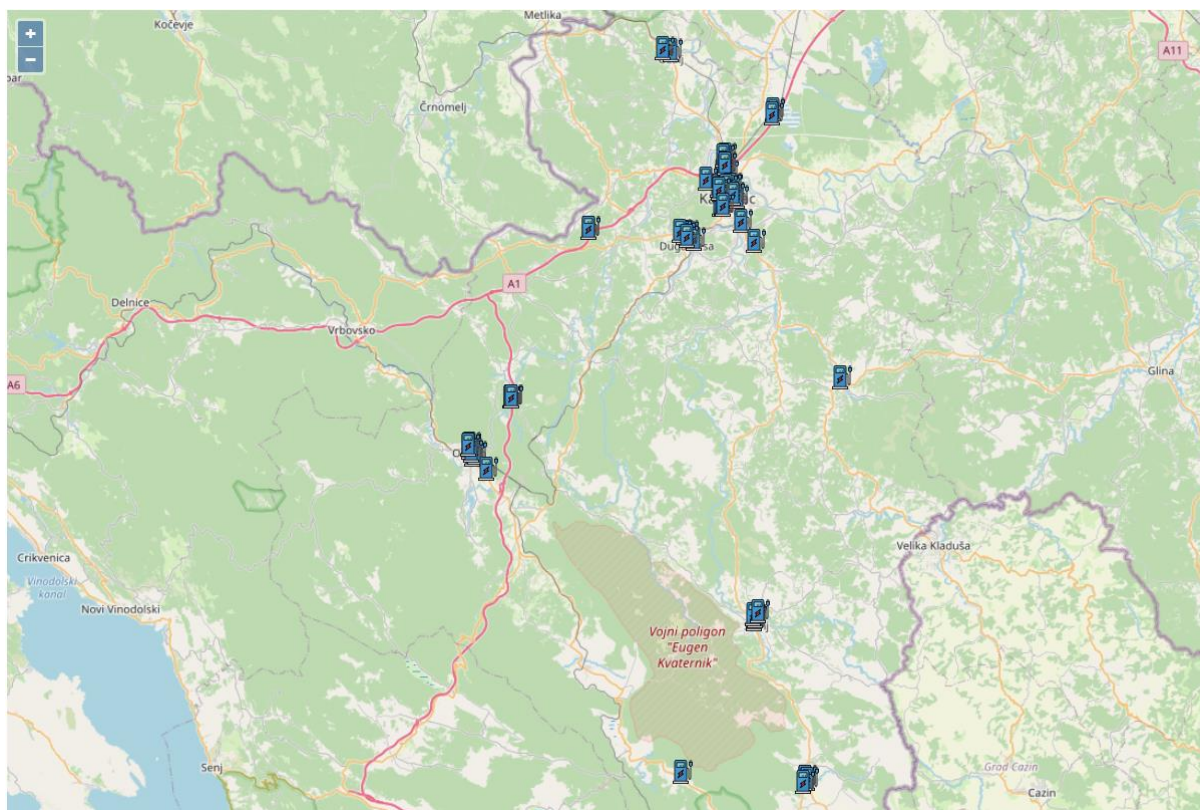 Metlika
Kočevje
+
−
A11
Črnomelj
A1
Delnice
Vrbovsko
A6
Glina
Velika Kladuša
Crikvenica
Vinodolski
kanal
Novi Vinodolski
Vojni poligon
"Eugen
Kvaternik"
Senj
Grad Cazin
Cazin